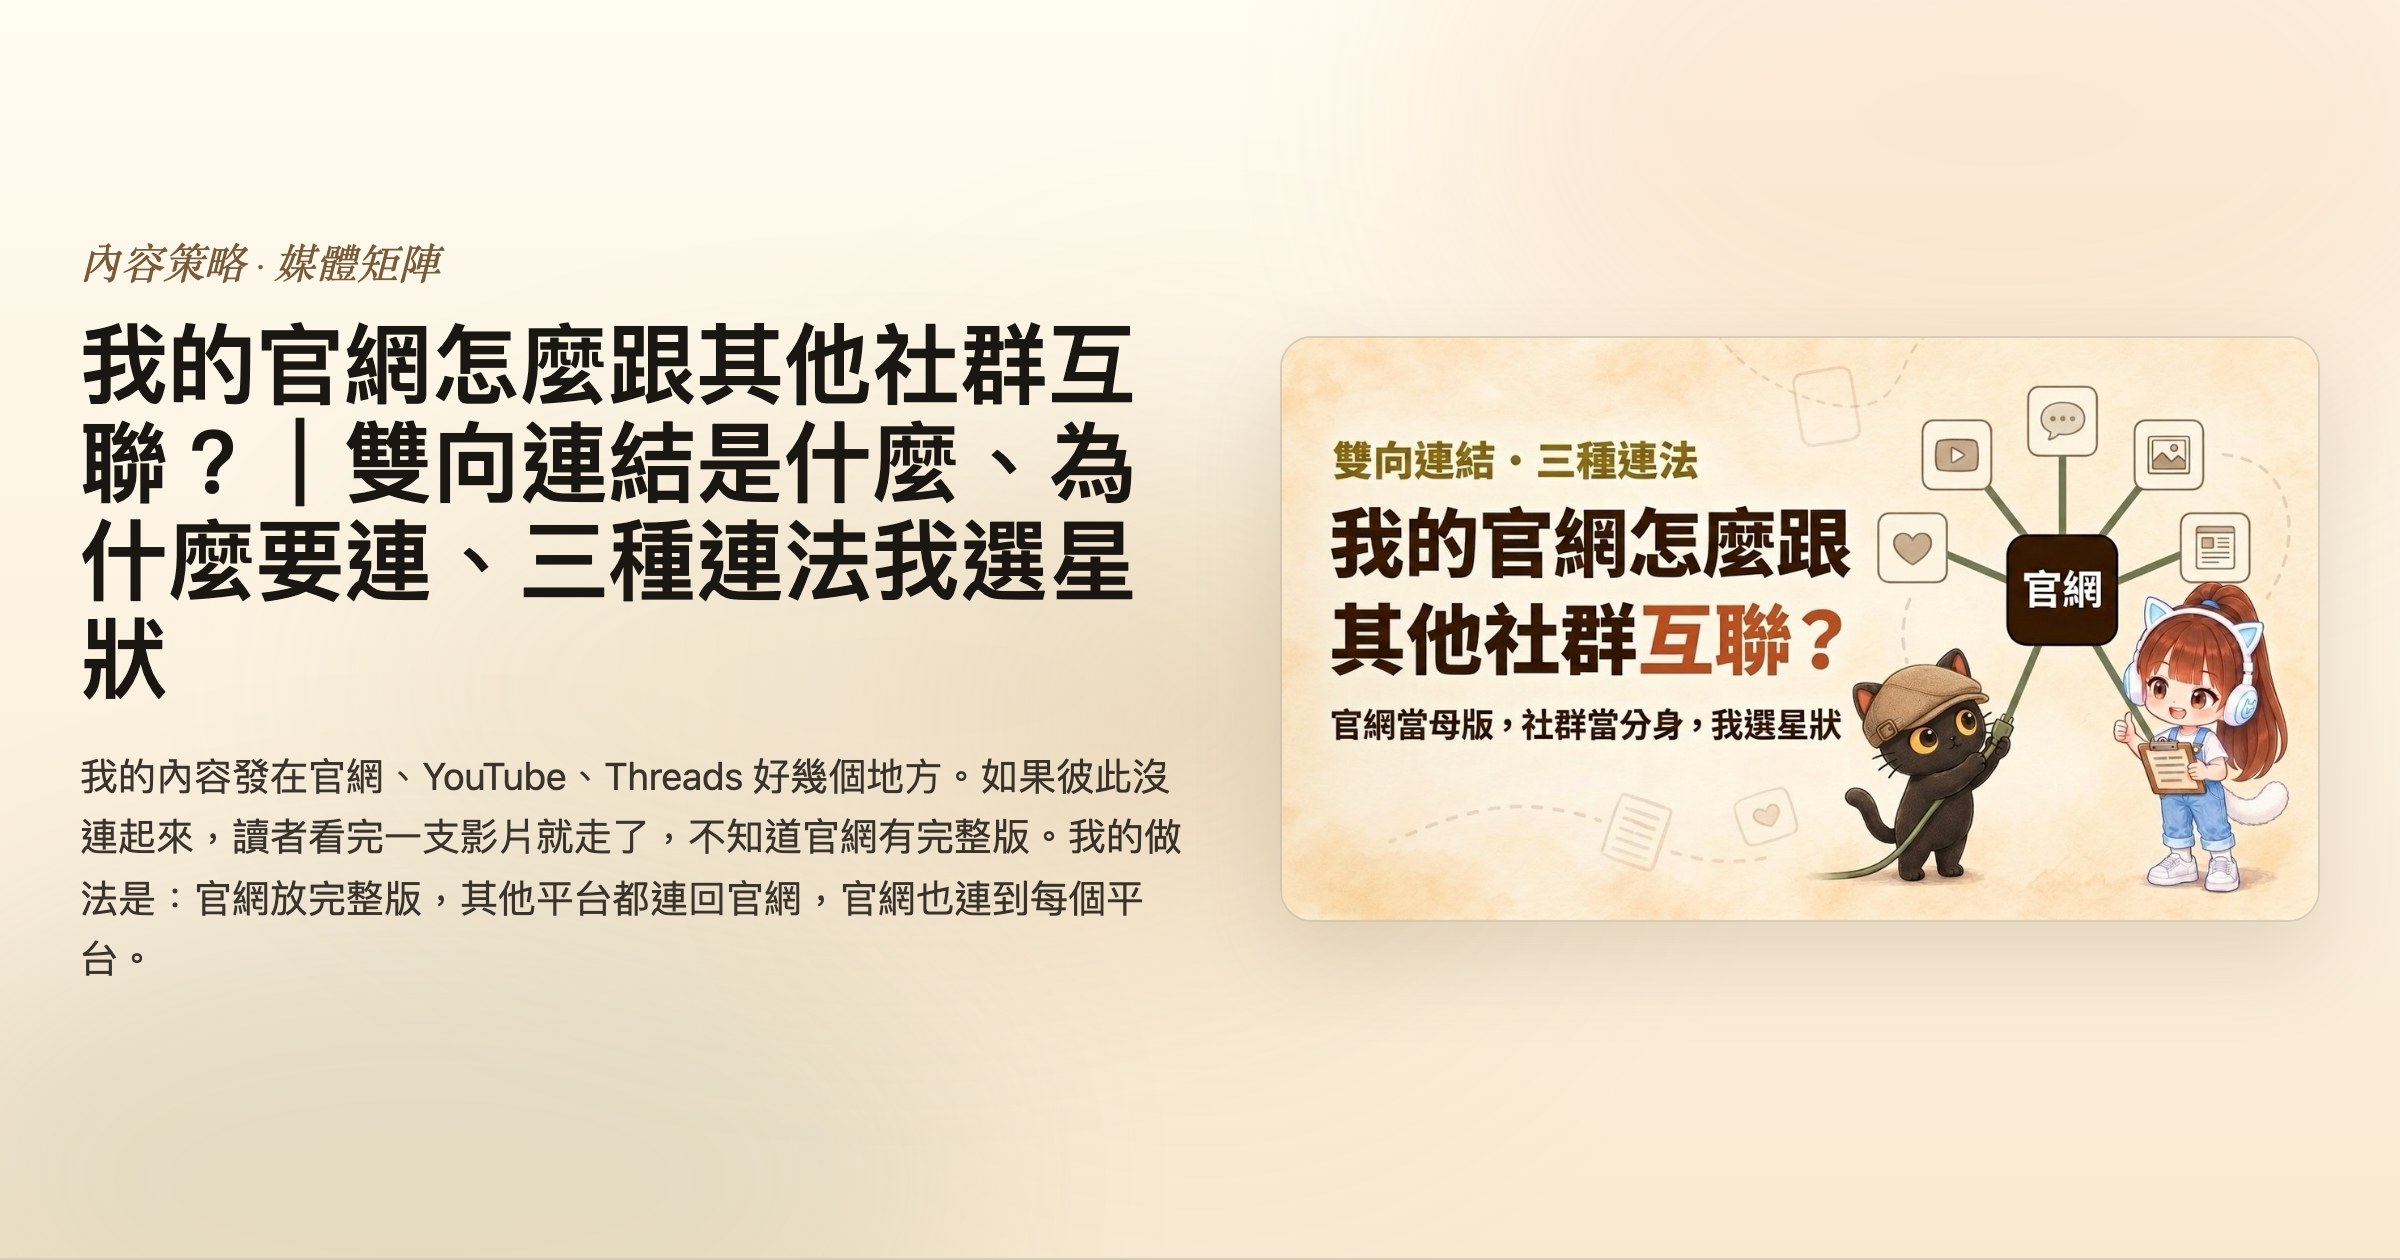 內容策略 · 媒體矩陣
我的官網怎麼跟其他社群互
聯？｜雙向連結是什麼、為
什麼要連、三種連法我選星
狀
我的內容發在官網、YouTube、Threads 好幾個地方。如果彼此沒
連起來，讀者看完一支影片就走了，不知道官網有完整版。我的做
法是：官網放完整版，其他平台都連回官網，官網也連到每個平
台。
雙向連結・三種連法
我的官網怎麼跟
其他社群互聯？
官網當母版，社群當分身，我選星狀
官網